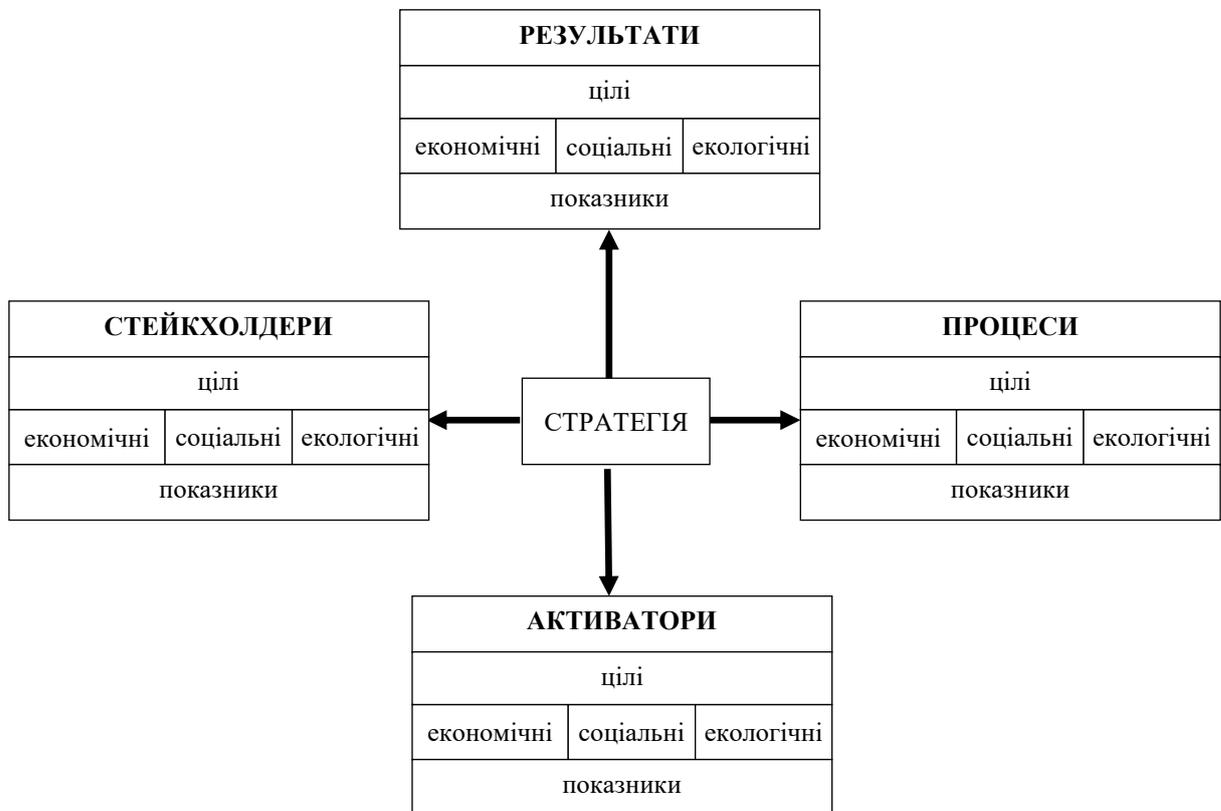 РЕЗУЛЬТАТИ
цілі
економічні соціальні екологічні
показники
СТЕЙКХОЛДЕРИ
цілі
економічні соціальні екологічні
показники
СТРАТЕГІЯ
ПРОЦЕСИ
цілі
економічні соціальні екологічні
показники
АКТИВАТОРИ
цілі
економічні соціальні екологічні
показники